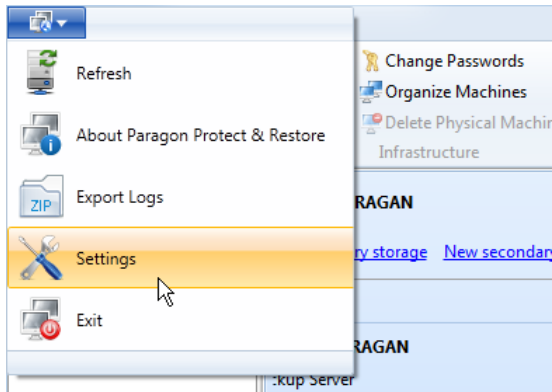 Refresh
About Paragon Protect & Restore
Export Logs
ZIP
Settings
Exit
Change Passwords
Organize Machines
Delete Physical Machin
Infrastructure
RAGAN
ry storage New secondary
RAGAN
kup Server